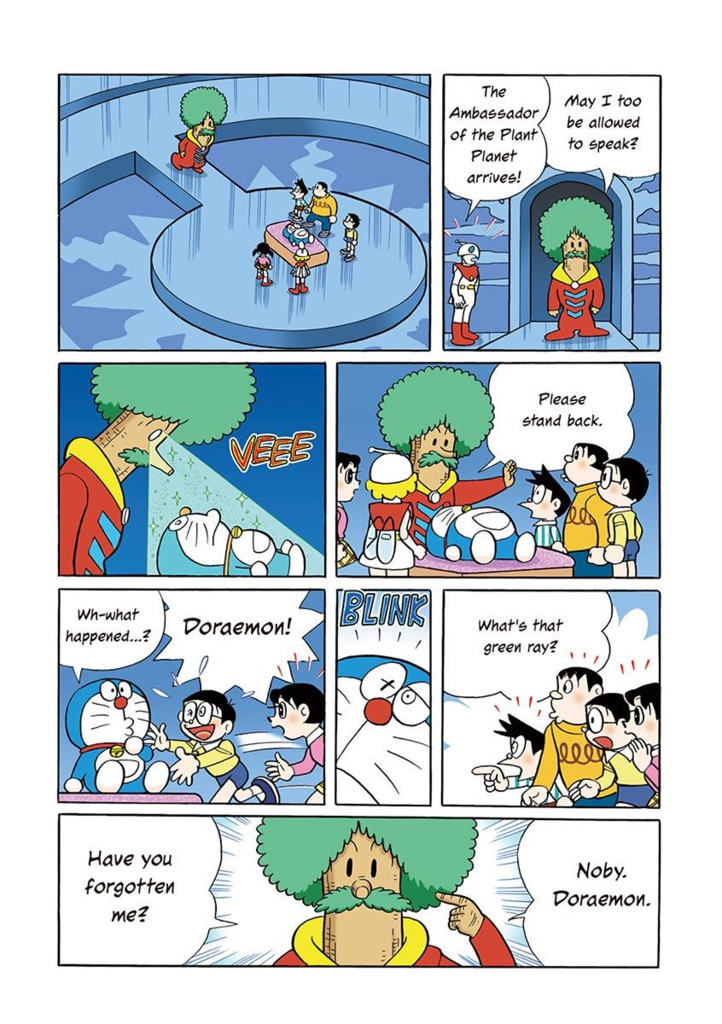 May I too
be allowed
to speak?
The
Ambassador
of the Plant
Planet
arrives!
Please
stand back.
VEEE
What's that
green ray?
BLINK
Doraemon!
Wh-what
happened...?
Noby.
Doraemon.
Have you
forgotten
me?